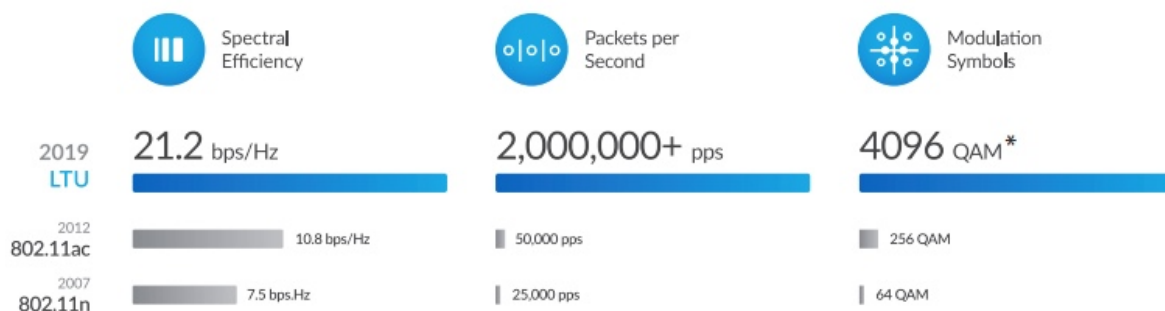 Spectral
Efficiency
Packets per
Second
Modulation
Symbols
2019
LTU
21.2 bps/Hz
2,000,000+ pps
4096 QAM*
2012
802.11ac
10.8 bps/Hz
50,000 pps
256 QAM
2007
802.11n
7.5 bps.Hz
25,000 pps
64 QAM